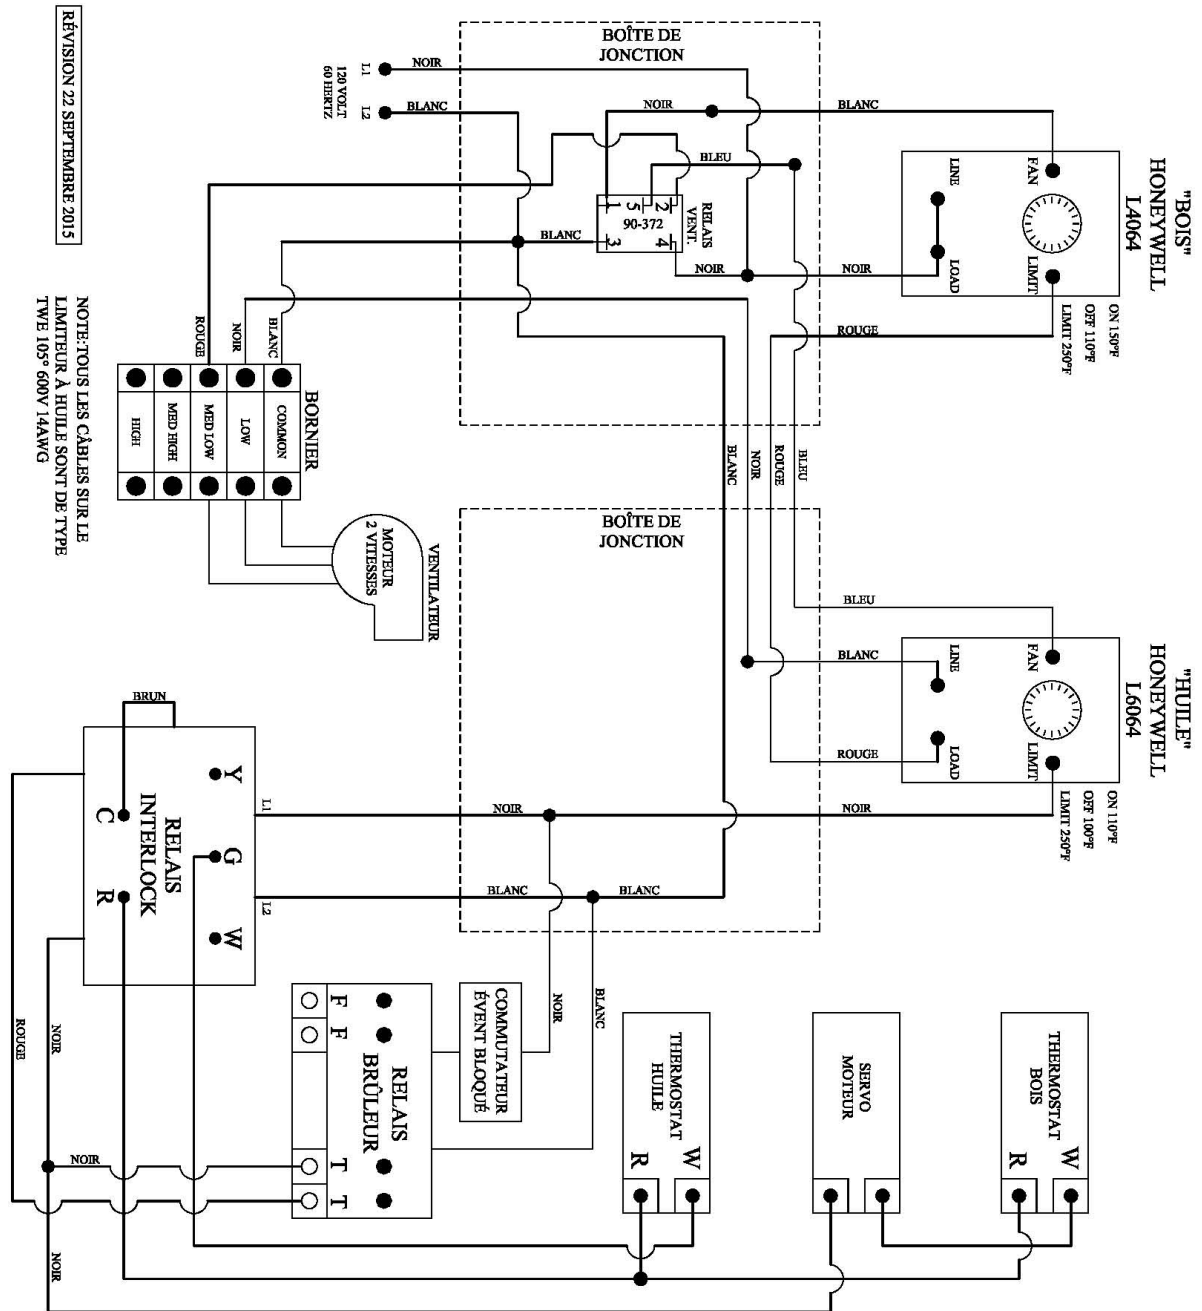 BOÎTE DE
JONCTION
L1
NOIR
L2
BLANC
120 VOLT
60 HERTZ
RÉVISION 22 SEPTEMBRE 2015
NOIR
BLANC
BLEU
RELAIS
VENT.
1 5 2
90-372
3 4
BLANC
NOIR
NOIR
ROUGE
"BOIS"
HONEYWELL
L4064
LINE
FAN
LOAD
LIMIT
ON 150°F
OFF 110°F
LIMIT 250°F
ROUGE
NOIR
BLANC
BORNIER
COMMON
LOW
MED LOW
MED HIGH
HIGH
NOTE:TOUS LES CÂBLES SUR LE
LIMITEUR À HUILE SONT DE TYPE
TWE 105° 600V 14AWG
BLANC
NOIR
ROUGE
BLEU
BOÎTE DE
JONCTION
VENTILATEUR
MOTEUR
2 VITESSES
BLEU
BLANC
ROUGE
NOIR
"HUILE"
HONEYWELL
L6064
LINE
FAN
LOAD
LIMIT
ON 110°F
OFF 100°F
LIMIT 250°F
BRUN
RELAIS
INTERLOCK
Y
G
W
C
R
L1
L2
NOIR
BLANC
BLANC
NOIR
BLANC
ROUGE
NOIR
RELAIS
BRÛLEUR
F
F
T
T
COMMUTATEUR
ÉVENT BLOQUÉ
THERMOSTAT
HUILE
R
W
SERVO
MOTEUR
THERMOSTAT
BOIS
R
W
NOIR
NOIR